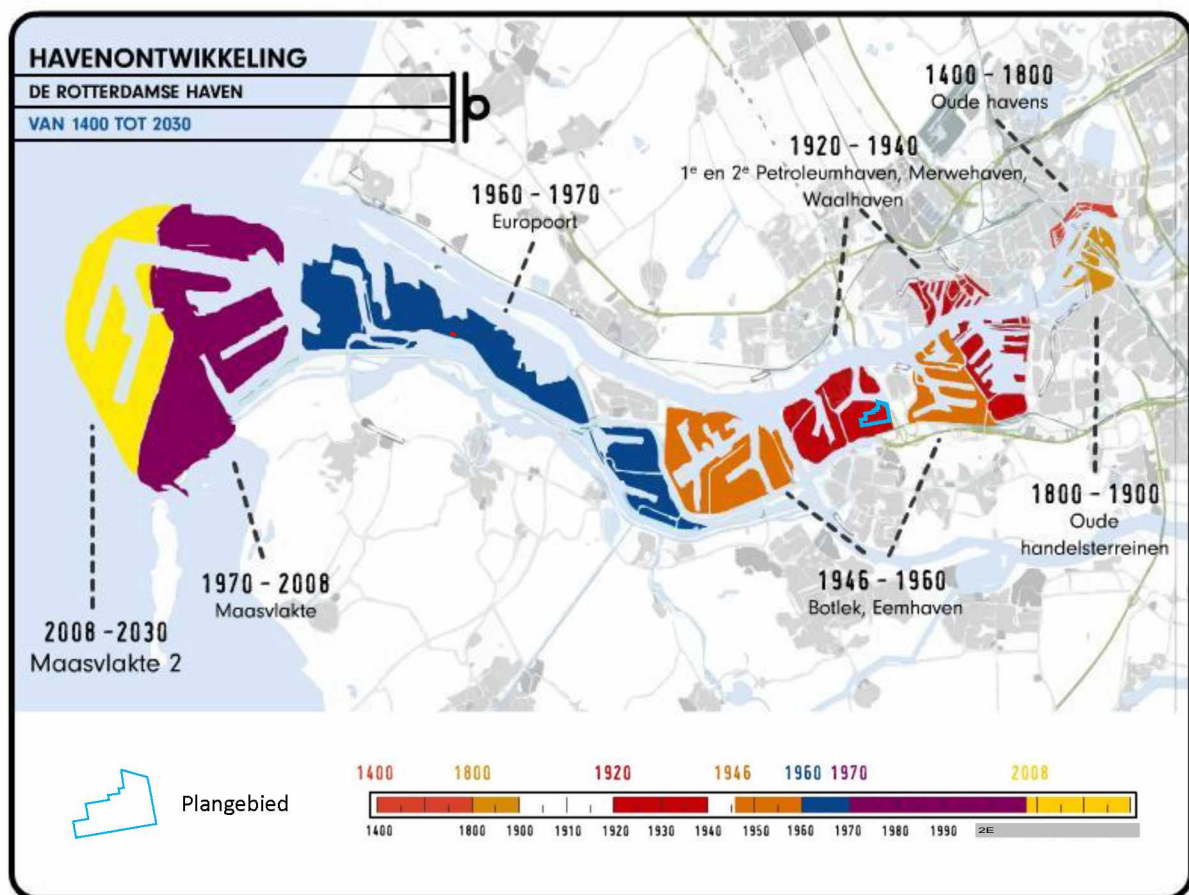 HAVENONTWIKKELING
DE ROTTERDAMSE HAVEN
VAN 1400 TOT 2030
1400 - 1800
Oude havens
1920 - 1940
1e en 2e Petroleumhaven, Merwehaven,
Waalhaven
1960 - 1970
Europoort
1800 - 1900
Oude
handelsterreinen
1946 - 1960
Botlek, Eemhaven
1970 - 2008
Maasvlakte
2008 -2030
Maasvlakte 2
Plangebied
1400 1800 1920 1946 1960 1970 2008
1400 1800 1900 1910 1920 1930 1940 1950 1960 1970 1980 1990 2E